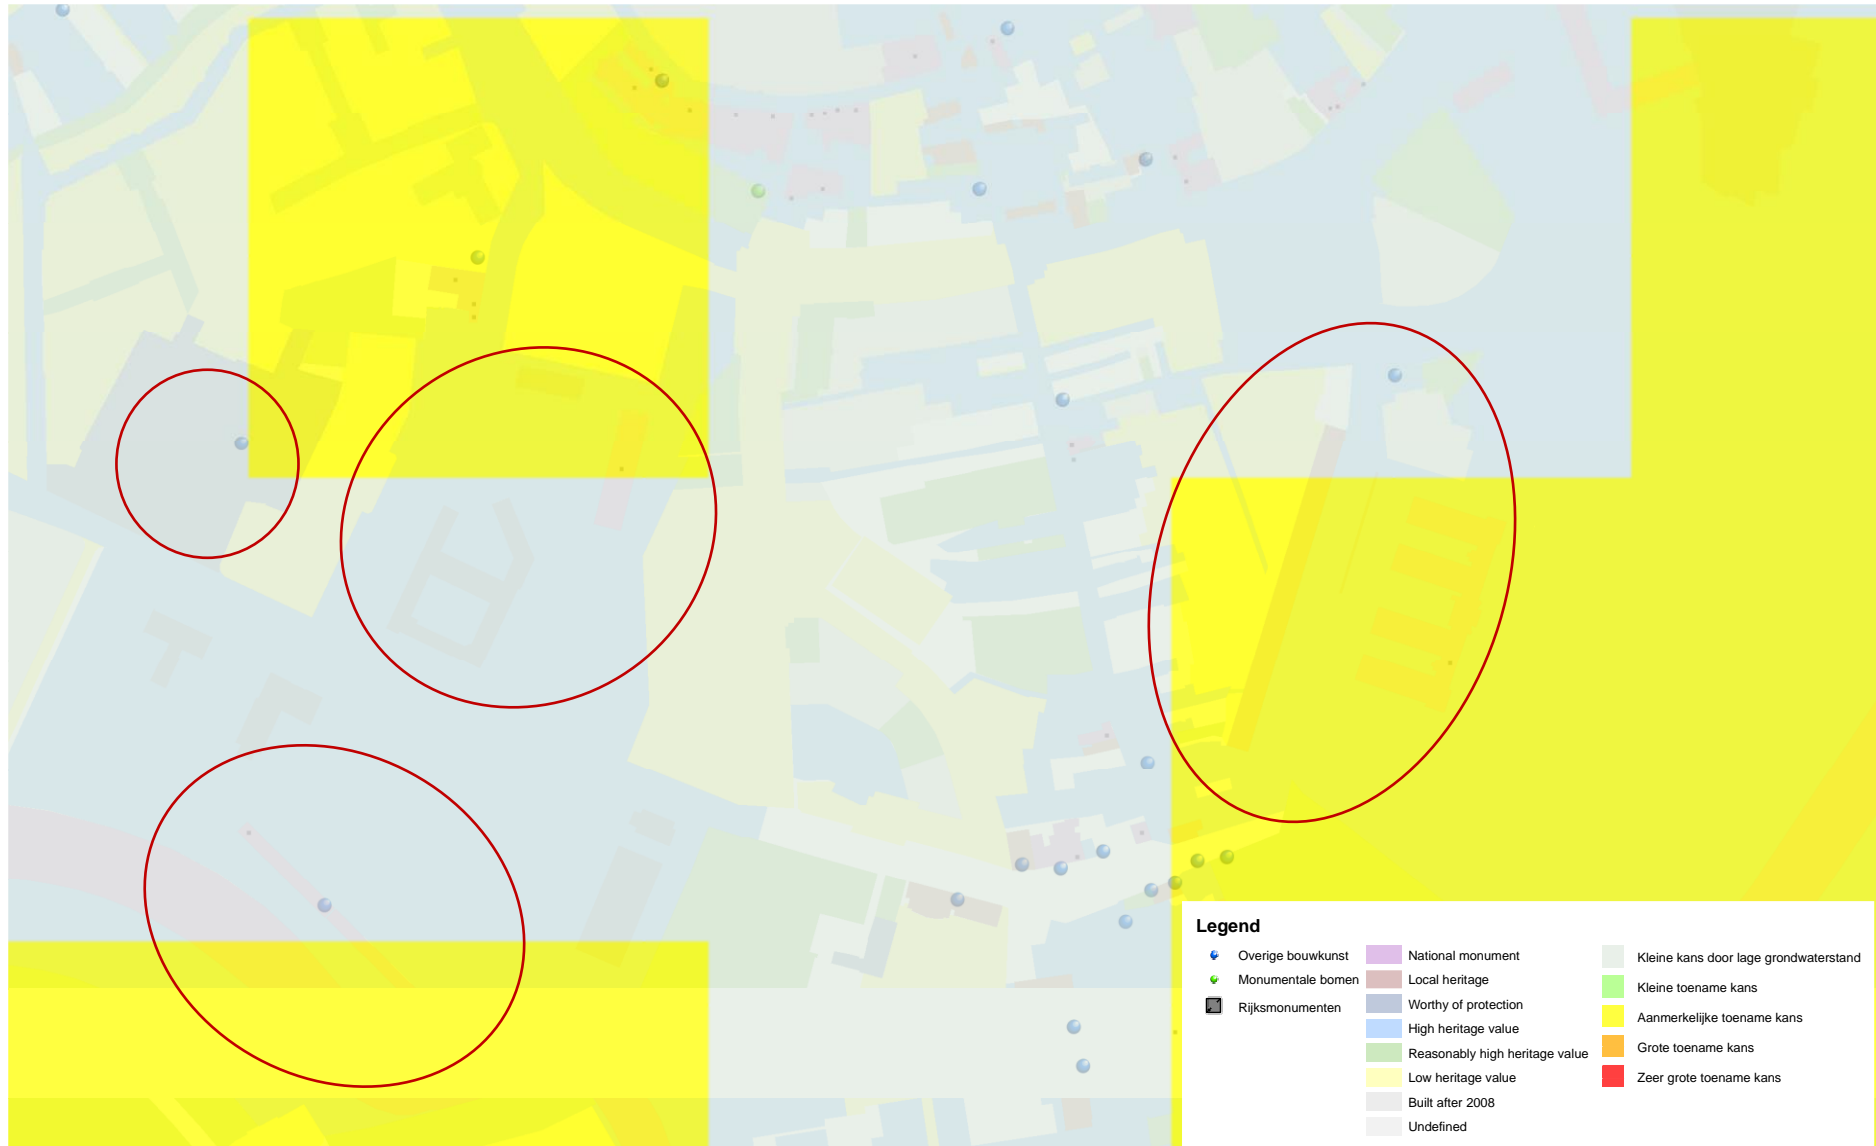 Legend
Overige bouwkunst
Monumentale bomen
Rijksmonumenten
National monument
Local heritage
Worthy of protection
High heritage value
Reasonably high heritage value
Low heritage value
Built after 2008
Undefined
Kleine kans door lage grondwaterstand
Kleine toename kans
Aanmerkelijke toename kans
Grote toename kans
Zeer grote toename kans